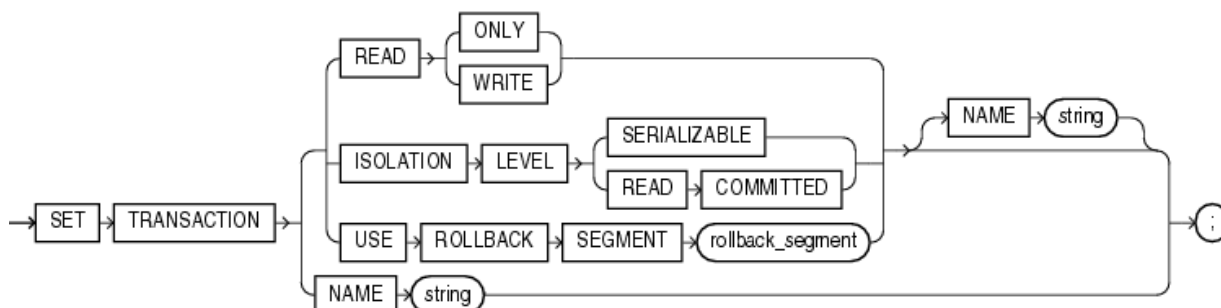 ONLY
READ
WRITE
NAME string
SERIALIZABLE
ISOLATION LEVEL
READ COMMITTED
SET TRANSACTION
USE ROLLBACK SEGMENT rollback_segment
;
NAME string